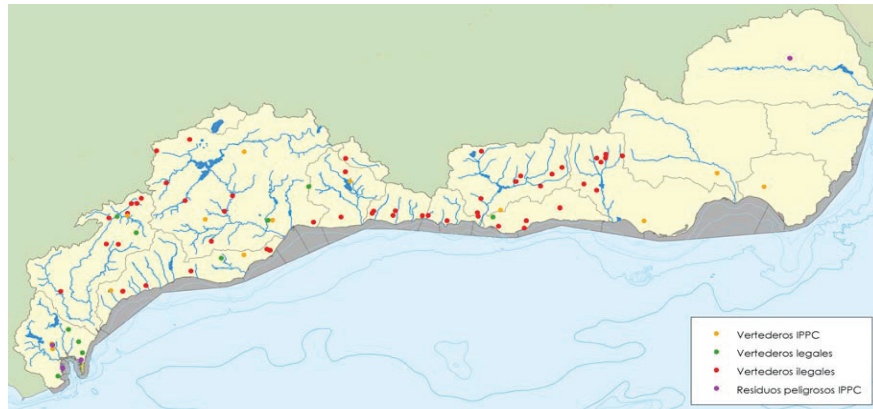 Vertederos IPPC
Vertederos legales
Vertederos ilegales
Residuos peligrosos IPPC